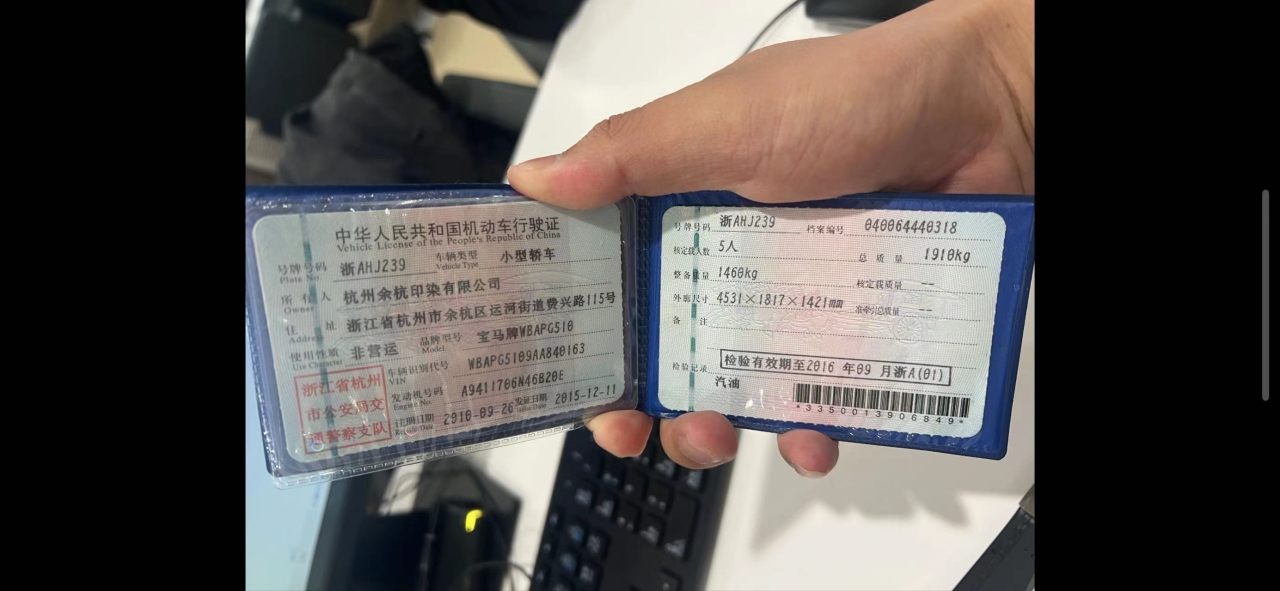 中华人民共和国机动车行驶证
Vehicle License of the People's Republic of China
号牌号码 浙AHJ239 车辆类型 小型轿车
Plate No. Vehicle Type
所有人 杭州余杭印染有限公司
Owner
住址 浙江省杭州市余杭区运河街道费兴路115号
Address
使用性质 非营运 品牌型号 宝马牌WBAPG510
Use Character Model
浙江省杭州
市公安局交
通警察支队
车辆识别代号 WBAPG5109AA840163
VIN
发动机号码 A9411706N46B20E
Engine No.
注册日期 2010-09-26 发证日期 2015-12-11
Register Date Issue Date
号牌号码 浙AHJ239 档案编号 040064440318
核定载人数 5人 总质量 1910kg
整备质量 1460kg 核定载质量 --
外廓尺寸 4531×1817×1421mm 准牵引总质量 --
备注
检验记录 检验有效期至2016年09月浙A(01)
汽油
*3350013906849*